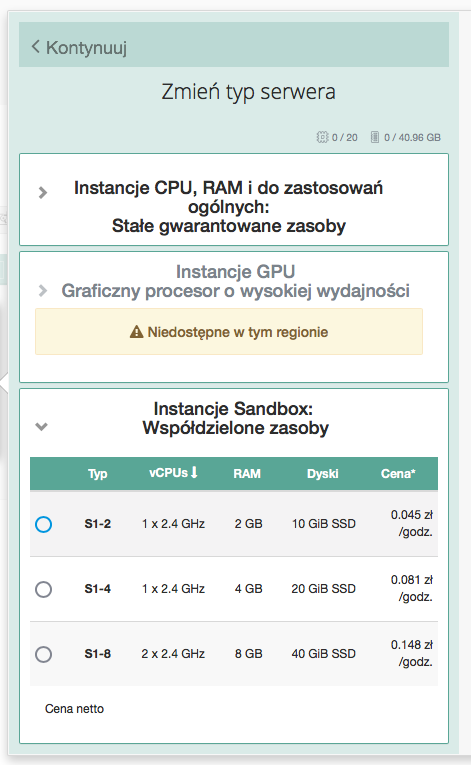 Kontynuuj
Zmień typ serwera
0 / 20 0 / 40.96 GB
Instancje CPU, RAM i do zastosowań
ogólnych:
Stałe gwarantowane zasoby
Instancje GPU
Graficzny procesor o wysokiej wydajności
Niedostępne w tym regionie
Instancje Sandbox:
Współdzielone zasoby
Typ vCPUs RAM Dyski Cena*
S1-2 1 x 2.4 GHz 2 GB 10 GiB SSD 0.045 zł
/godz.
S1-4 1 x 2.4 GHz 4 GB 20 GiB SSD 0.081 zł
/godz.
S1-8 2 x 2.4 GHz 8 GB 40 GiB SSD 0.148 zł
/godz.
Cena netto